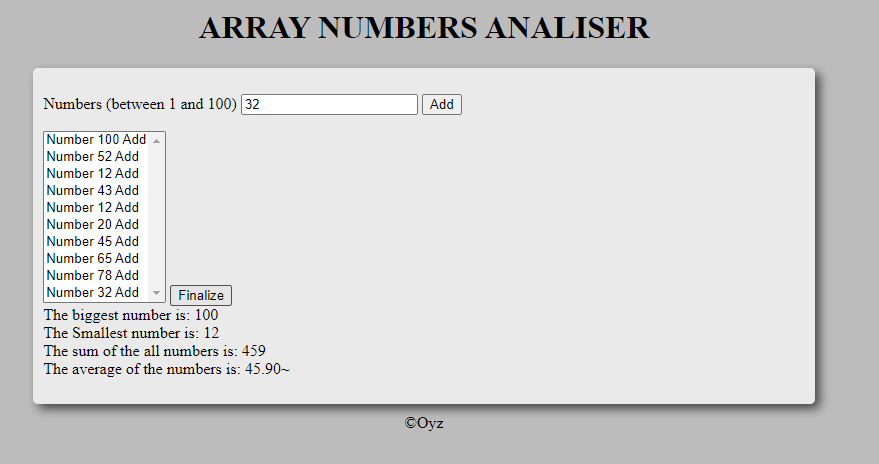 ARRAY NUMBERS ANALISER
Numbers (between 1 and 100) 32 Add
Number 100 Add
Number 52 Add
Number 12 Add
Number 43 Add
Number 12 Add
Number 20 Add
Number 45 Add
Number 65 Add
Number 78 Add
Number 32 Add
Finalize
The biggest number is: 100
The Smallest number is: 12
The sum of the all numbers is: 459
The average of the numbers is: 45.90~
©Oyz